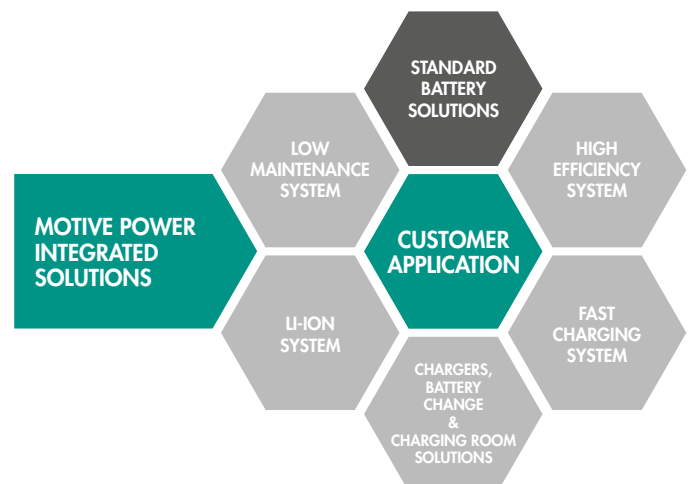 STANDARD
BATTERY
SOLUTIONS
LOW
MAINTENANCE
SYSTEM
HIGH
EFFICIENCY
SYSTEM
MOTIVE POWER
INTEGRATED
SOLUTIONS
CUSTOMER
APPLICATION
LI-ION
SYSTEM
FAST
CHARGING
SYSTEM
CHARGERS,
BATTERY
CHANGE
&
CHARGING ROOM
SOLUTIONS